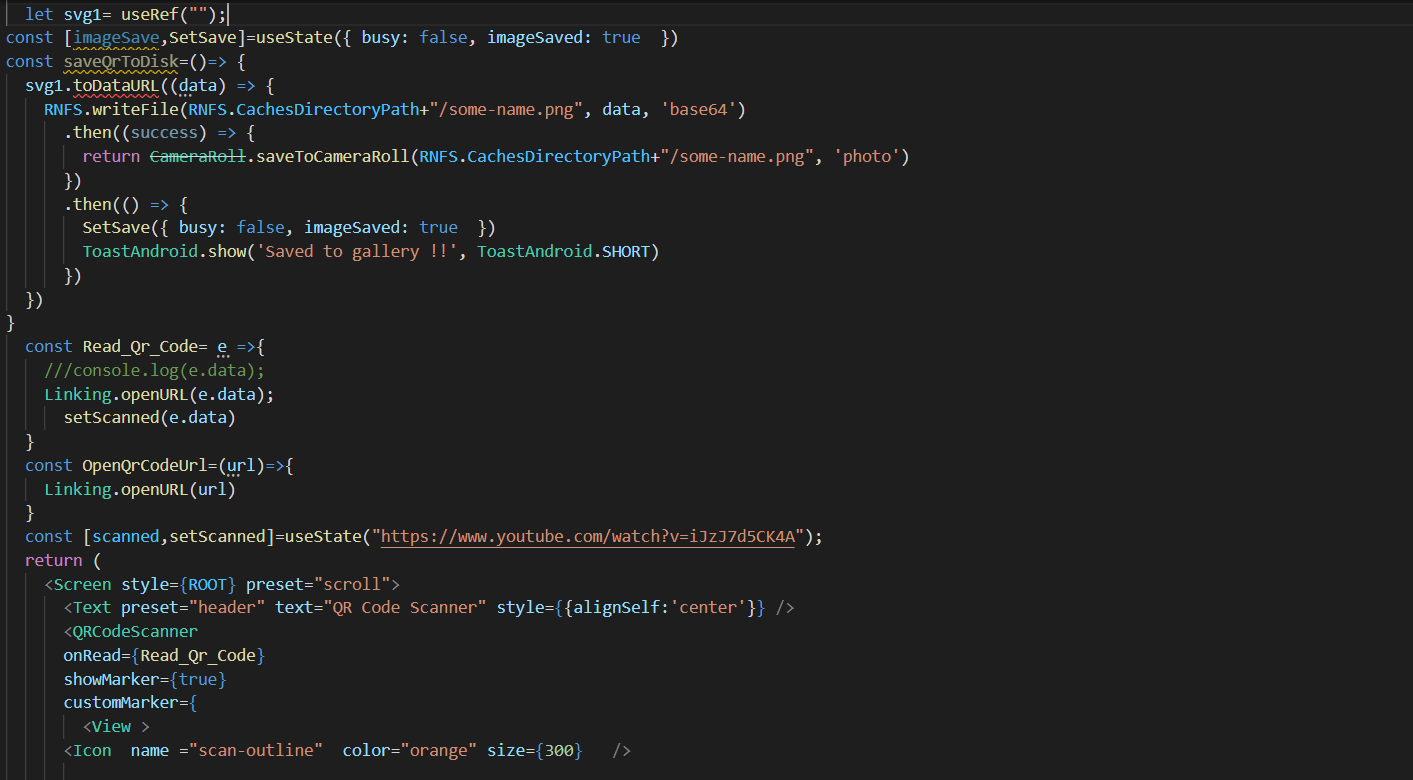 let svg1= useRef("");
const [imageSave,SetSave]=useState({ busy: false, imageSaved: true  })
const saveQrToDisk=()=> {
svg1.toDataURL((data) => {
RNFS.writeFile(RNFS.CachesDirectoryPath+"/some-name.png", data, 'base64')
.then((success) => {
return CameraRoll.saveToCameraRoll(RNFS.CachesDirectoryPath+"/some-name.png", 'photo')
})
.then(() => {
SetSave({ busy: false, imageSaved: true  })
ToastAndroid.show('Saved to gallery !!', ToastAndroid.SHORT)
})
})
}
const Read_Qr_Code= e =>{
///console.log(e.data);
Linking.openURL(e.data);
setScanned(e.data)
}
const OpenQrCodeUrl=(url)=>{
Linking.openURL(url)
}
const [scanned,setScanned]=useState("https://www.youtube.com/watch?v=iJzJ7d5CK4A");
return (
<Screen style={ROOT} preset="scroll">
<Text preset="header" text="QR Code Scanner" style={{alignSelf:'center'}} />
<QRCodeScanner
onRead={Read_Qr_Code}
showMarker={true}
customMarker={
<View >
<Icon  name ="scan-outline"  color="orange" size={300}   />